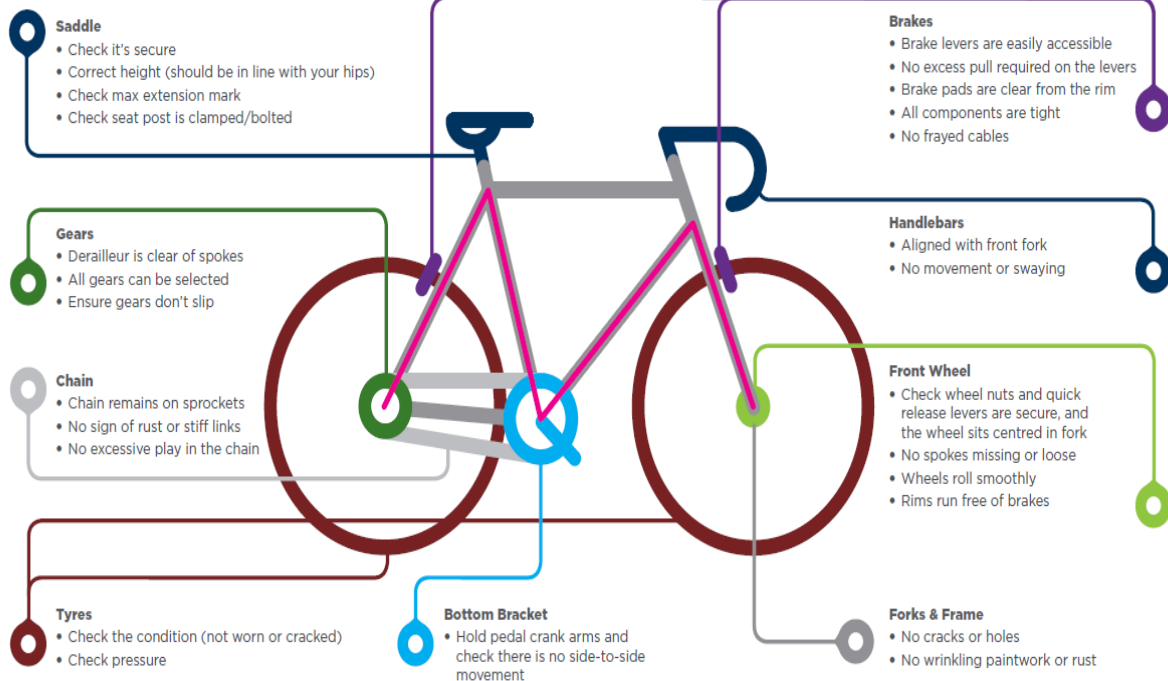 Saddle
• Check it's secure
• Correct height (should be in line with your hips)
• Check max extension mark
• Check seat post is clamped/bolted
Brakes
• Brake levers are easily accessible
• No excess pull required on the levers
• Brake pads are clear from the rim
• All components are tight
• No frayed cables
Gears
• Derailleur is clear of spokes
• All gears can be selected
• Ensure gears don't slip
Handlebars
• Aligned with front fork
• No movement or swaying
Chain
• Chain remains on sprockets
• No sign of rust or stiff links
• No excessive play in the chain
Front Wheel
• Check wheel nuts and quick
release levers are secure, and
the wheel sits centred in fork
• No spokes missing or loose
• Wheels roll smoothly
• Rims run free of brakes
Tyres
• Check the condition (not worn or cracked)
• Check pressure
Bottom Bracket
• Hold pedal crank arms and
check there is no side-to-side
movement
Forks & Frame
• No cracks or holes
• No wrinkling paintwork or rust